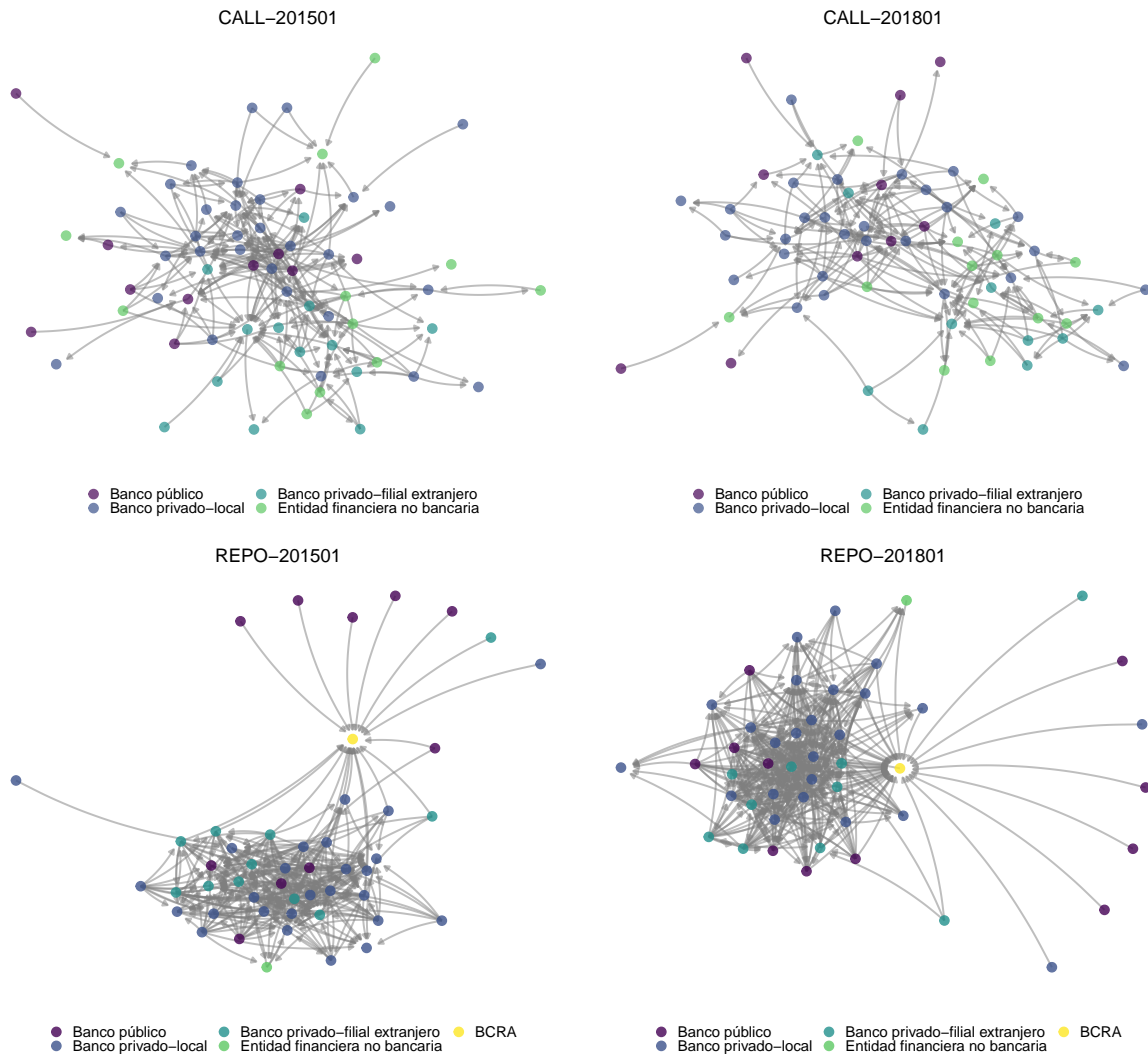 CALL−201501
CALL−201801
Banco público Banco privado−filial extranjero
Banco privado−local Entidad financiera no bancaria
Banco público Banco privado−filial extranjero
Banco privado−local Entidad financiera no bancaria
REPO−201501
REPO−201801
Banco público Banco privado−filial extranjero BCRA
Banco privado−local Entidad financiera no bancaria
Banco público Banco privado−filial extranjero BCRA
Banco privado−local Entidad financiera no bancaria